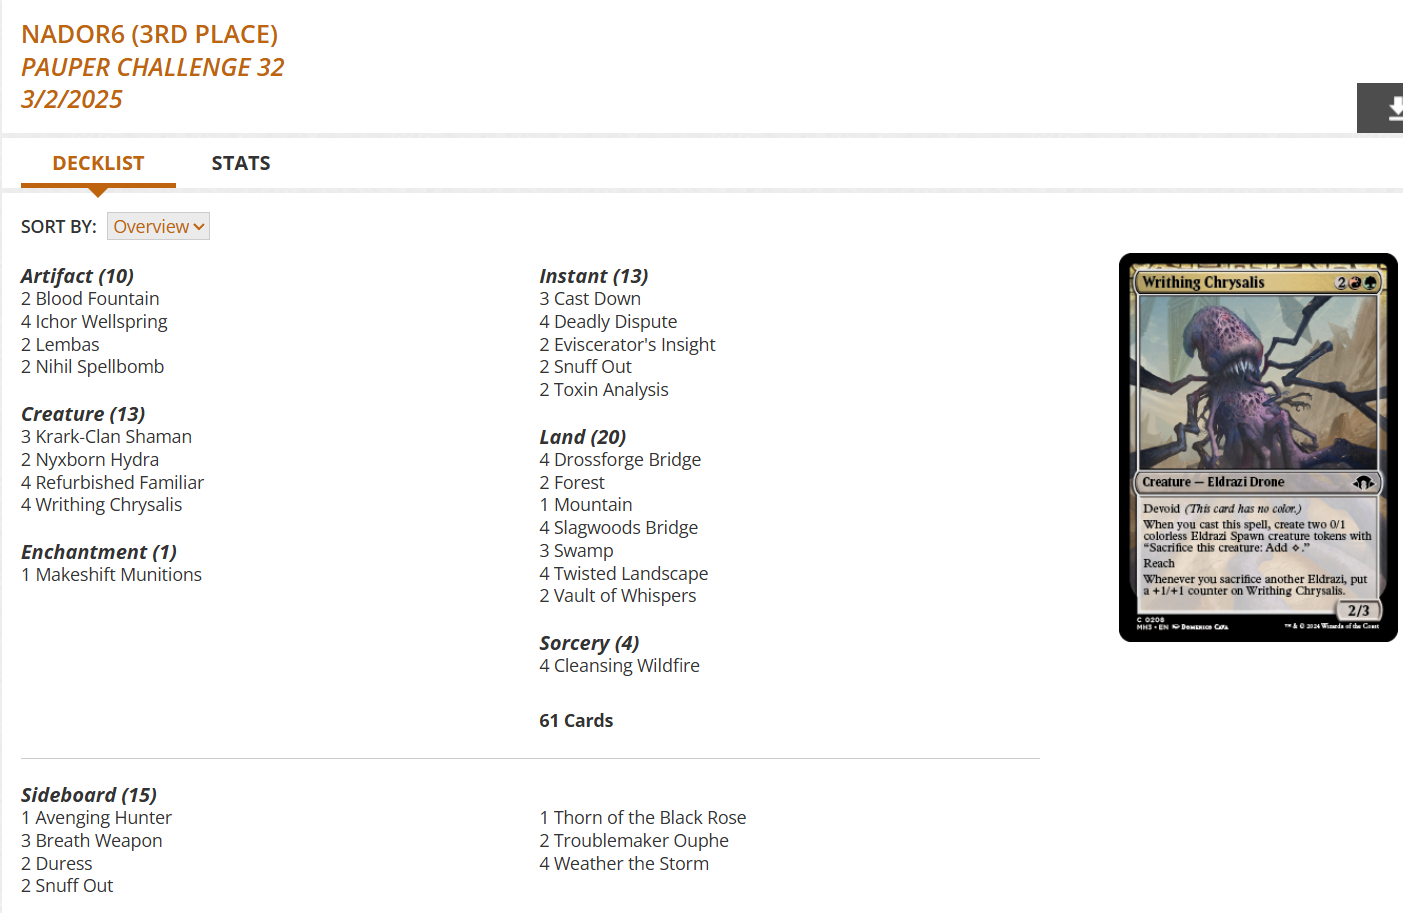 NADOR6 (3RD PLACE)
PAUPER CHALLENGE 32
3/2/2025
DECKLIST
STATS
SORT BY: Overview
Artifact (10)
2 Blood Fountain
4 Ichor Wellspring
2 Lembas
2 Nihil Spellbomb
Creature (13)
3 Krark-Clan Shaman
2 Nyxborn Hydra
4 Refurbished Familiar
4 Writhing Chrysalis
Enchantment (1)
1 Makeshift Munitions
Instant (13)
3 Cast Down
4 Deadly Dispute
2 Eviscerator's Insight
2 Snuff Out
2 Toxin Analysis
Land (20)
4 Drossforge Bridge
2 Forest
1 Mountain
4 Slagwoods Bridge
3 Swamp
4 Twisted Landscape
2 Vault of Whispers
Sorcery (4)
4 Cleansing Wildfire
61 Cards
Sideboard (15)
1 Avenging Hunter
3 Breath Weapon
2 Duress
2 Snuff Out
1 Thorn of the Black Rose
2 Troublemaker Ouphe
4 Weather the Storm
Writhing Chrysalis 2
Creature — Eldrazi Drone
Devoid (This card has no color.)
When you cast this spell, create two 0/1
colorless Eldrazi Spawn creature tokens with
“Sacrifice this creature: Add ◇.”
Reach
Whenever you sacrifice another Eldrazi, put
a +1/+1 counter on Writhing Chrysalis.
2/3
C 0208
MH3 • EN Domenico Cava
™ & © 2024 Wizards of the Coast